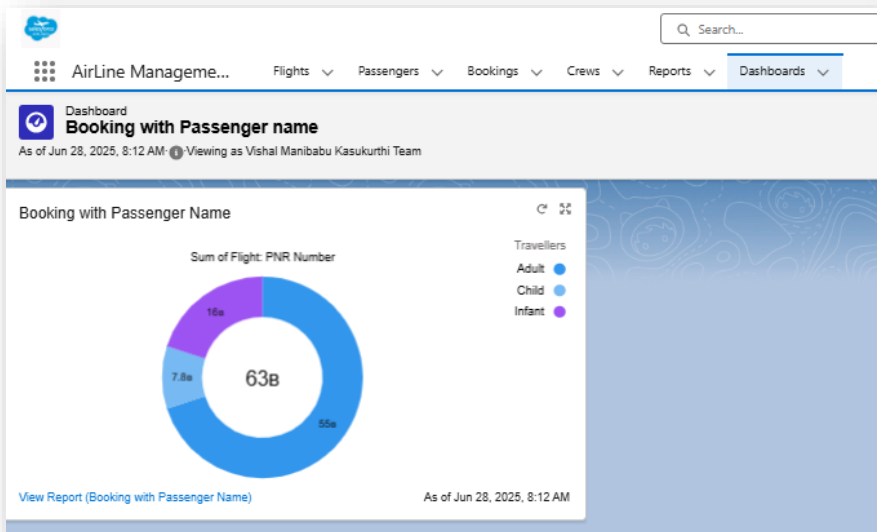 Search...
AirLine Manageme...
Flights
Passengers
Bookings
Crews
Reports
Dashboards
Dashboard
Booking with Passenger name
As of Jun 28, 2025, 8:12 AM·Viewing as Vishal Manibabu Kasukurthi Team
Booking with Passenger Name
Sum of Flight: PNR Number
Travellers
Adult
Child
Infant
16B
7.8B
63B
55B
View Report (Booking with Passenger Name)
As of Jun 28, 2025, 8:12 AM